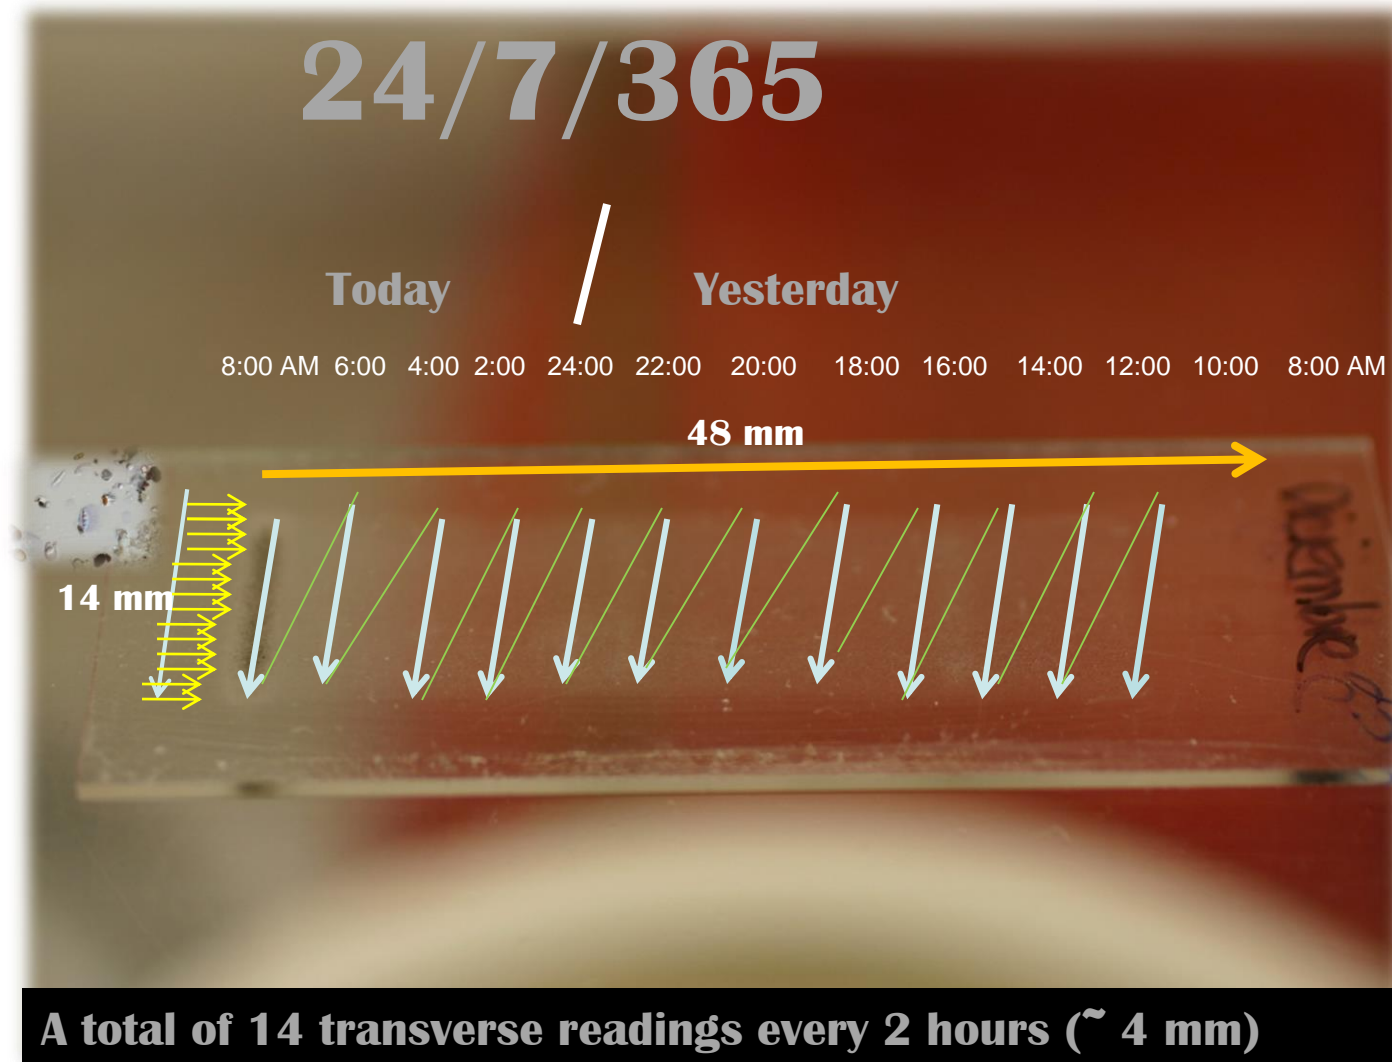 24/7/365
Today
Yesterday
8:00 AM 6:00 4:00 2:00 24:00 22:00 20:00 18:00 16:00 14:00 12:00 10:00 8:00 AM
48 mm
14 mm
A total of 14 transverse readings every 2 hours (~ 4 mm)